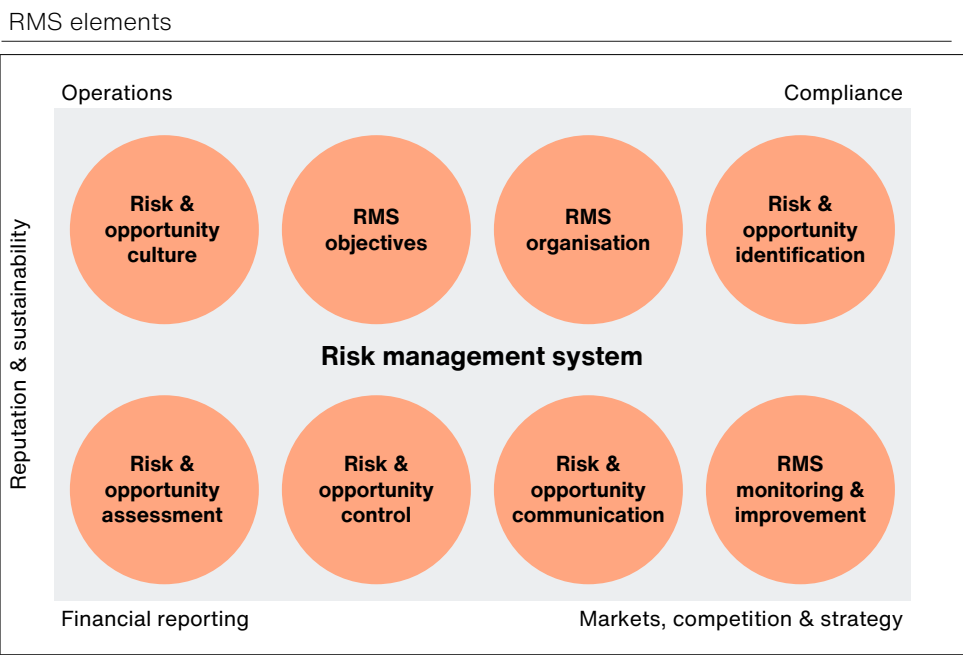 RMS elements
Operations
Compliance
Reputation & sustainability
Risk &
opportunity
culture
RMS
objectives
RMS
organisation
Risk &
opportunity
identification
Risk management system
Risk &
opportunity
assessment
Risk &
opportunity
control
Risk &
opportunity
communication
RMS
monitoring &
improvement
Financial reporting
Markets, competition & strategy